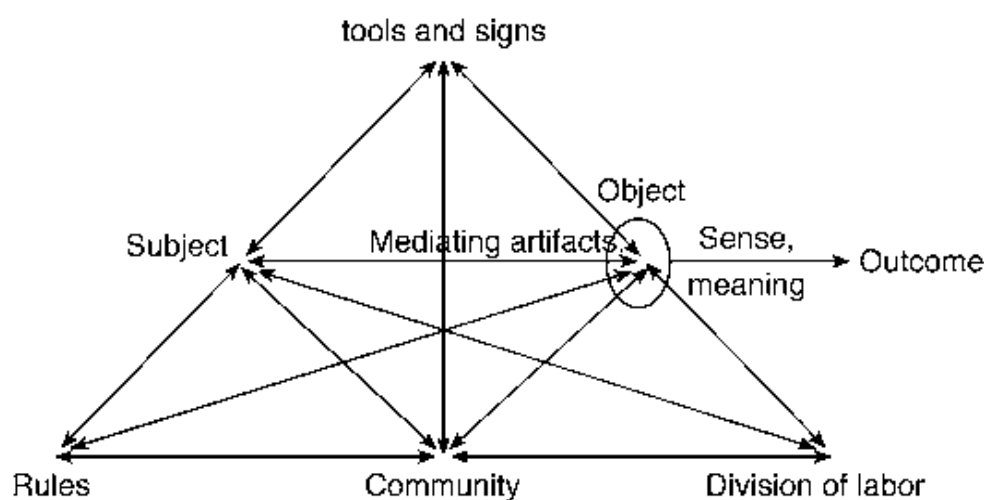 tools and signs
Object
Subject
Mediating artifacts,
Sense,
meaning
Outcome
Rules
Community
Division of labor